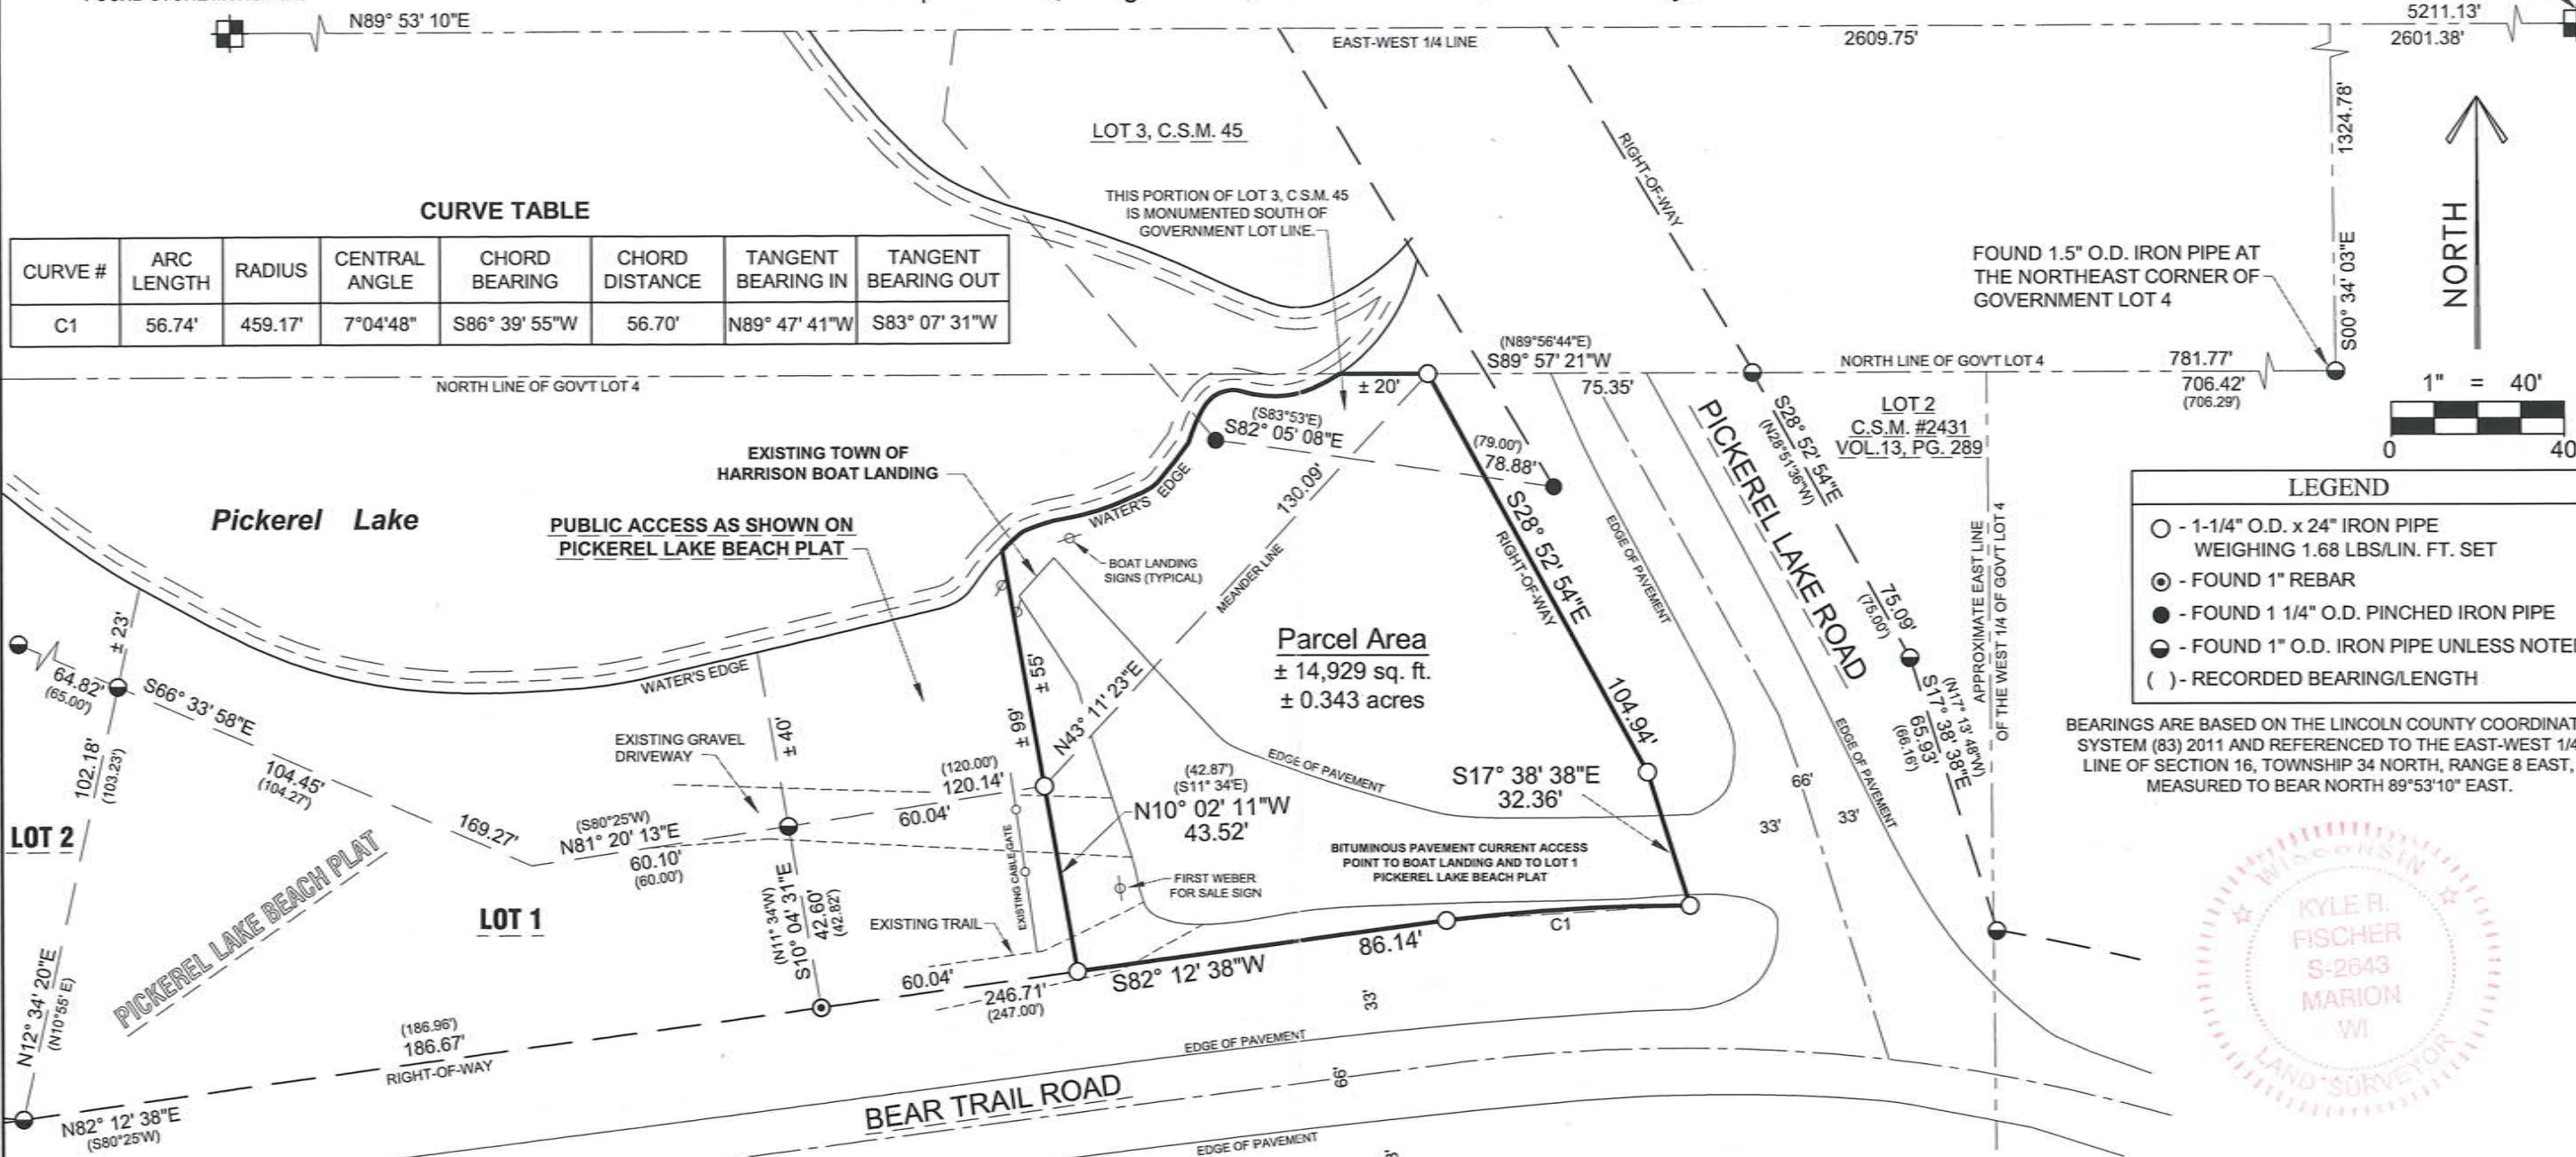 N89° 53' 10"E
EAST-WEST 1/4 LINE
2609.75'
5211.13'
2601.38'
1324.78'
S00° 34' 03"E
LOT 3, C.S.M. 45
THIS PORTION OF LOT 3, C.S.M. 45
IS MONUMENTED SOUTH OF
GOVERNMENT LOT LINE.
RIGHT-OF-WAY
NORTH
CURVE TABLE
CURVE # ARC LENGTH RADIUS CENTRAL ANGLE CHORD BEARING CHORD DISTANCE TANGENT BEARING IN TANGENT BEARING OUT
C1 56.74' 459.17' 7°04'48" S86° 39' 55"W 56.70' N89° 47' 41"W S83° 07' 31"W
FOUND 1.5" O.D. IRON PIPE AT
THE NORTHEAST CORNER OF
GOVERNMENT LOT 4
NORTH LINE OF GOV'T LOT 4
± 20'
(N89°56'44"E)
S89° 57' 21"W
75.35'
NORTH LINE OF GOV'T LOT 4
781.77'
706.42'
(706.29')
1" = 40'
0
40
LOT 2
C.S.M. #2431
VOL.13, PG. 289
S28° 52' 54"E
(N28°51'36"W)
75.09'
(75.00')
(S83°53'E)
S82° 05' 08"E
(79.00')
78.88'
EXISTING TOWN OF
HARRISON BOAT LANDING
Pickerel Lake
PUBLIC ACCESS AS SHOWN ON
PICKEREL LAKE BEACH PLAT
WATER'S EDGE
BOAT LANDING
SIGNS (TYPICAL)
130.09'
MEANDER LINE
N43° 11' 23"E
S28° 52' 54"E
RIGHT-OF-WAY
104.94'
EDGE OF PAVEMENT
PICKEREL LAKE ROAD
APPROXIMATE EAST LINE
OF THE WEST 1/4 OF GOV'T LOT 4
LEGEND
- 1-1/4" O.D. x 24" IRON PIPE
WEIGHING 1.68 LBS/LIN. FT. SET
- FOUND 1" REBAR
- FOUND 1 1/4" O.D. PINCHED IRON PIPE
- FOUND 1" O.D. IRON PIPE UNLESS
( ) - RECORDED BEARING/LENGTH
Parcel Area
± 14,929 sq. ft.
± 0.343 acres
± 23'
64.82'
(65.00')
S66° 33' 58"E
104.45'
(104.27')
169.27'
102.18'
(103.23')
WATER'S EDGE
± 40'
± 55'
± 99'
EXISTING GRAVEL
DRIVEWAY
(120.00')
120.14'
60.04'
(42.87')
(S11° 34'E)
N10° 02' 11"W
43.52'
EDGE OF PAVEMENT
S17° 38' 38"E
32.36'
66'
33'
33'
EDGE OF PAVEMENT
(N17° 13' 48"W)
S17° 38' 38"E
65.93'
(66.16')
BEARINGS ARE BASED ON THE LINCOLN COUNTY
SYSTEM (83) 2011 AND REFERENCED TO THE EAST-WEST
LINE OF SECTION 16, TOWNSHIP 34 NORTH, RANGE 8 EAST,
MEASURED TO BEAR NORTH 89°53'10" EAST.
LOT 2
(S80°25'W)
N81° 20' 13"E
60.10'
(60.00')
EXISTING CABLE/GATE
BITUMINOUS PAVEMENT CURRENT ACCESS
POINT TO BOAT LANDING AND TO LOT 1
PICKEREL LAKE BEACH PLAT
FIRST WEBER
FOR SALE SIGN
PICKEREL LAKE BEACH PLAT
LOT 1
(N11° 34'W)
S10° 04' 31"E
42.60'
(42.82')
EXISTING TRAIL
C1
86.14'
S82° 12' 38"W
60.04'
246.71'
(247.00')
33'
N12° 34' 20"E
(N10°55' E)
(186.96')
186.67'
RIGHT-OF-WAY
EDGE OF PAVEMENT
66'
BEAR TRAIL ROAD
N82° 12' 38"E
(S80°25'W)
EDGE OF PAVEMENT
WISCONSIN
KYLE R.
FISCHER
S-2643
MARION
WI
LAND SURVEYOR